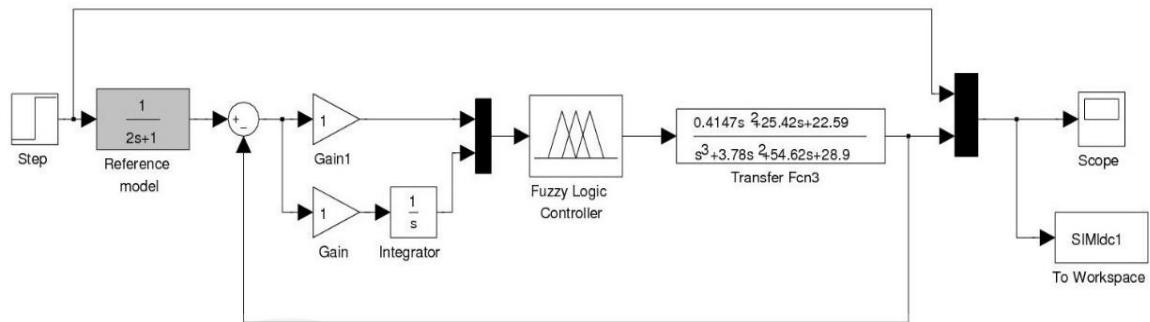 Step
1
2s+1
Reference
model
+
-
1
Gain1
1
Gain
1
s
Integrator
Fuzzy Logic
Controller
0.4147s 2+25.42s+22.59
s3+3.78s 2+54.62s+28.9
Transfer Fcn3
Scope
SIMldc1
To Workspace